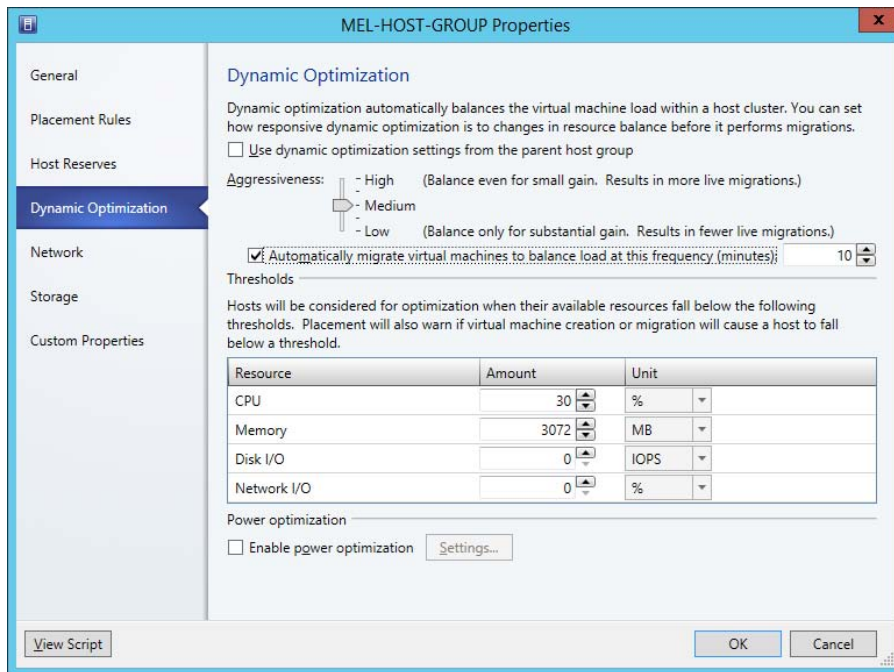 MEL-HOST-GROUP Properties
x
General
Placement Rules
Host Reserves
Dynamic Optimization
Network
Storage
Custom Properties
Dynamic Optimization
Dynamic optimization automatically balances the virtual machine load within a host cluster. You can set
how responsive dynamic optimization is to changes in resource balance before it performs migrations.
Use dynamic optimization settings from the parent host group
Aggressiveness: - High (Balance even for small gain. Results in more live migrations.)
- Medium
- Low (Balance only for substantial gain. Results in fewer live migrations.)
Automatically migrate virtual machines to balance load at this frequency (minutes): 10
Thresholds
Hosts will be considered for optimization when their available resources fall below the following
thresholds. Placement will also warn if virtual machine creation or migration will cause a host to fall
below a threshold.
Resource Amount Unit
CPU 30 %
Memory 3072 MB
Disk I/O 0 IOPS
Network I/O 0 %
Power optimization
Enable power optimization Settings...
View Script OK Cancel